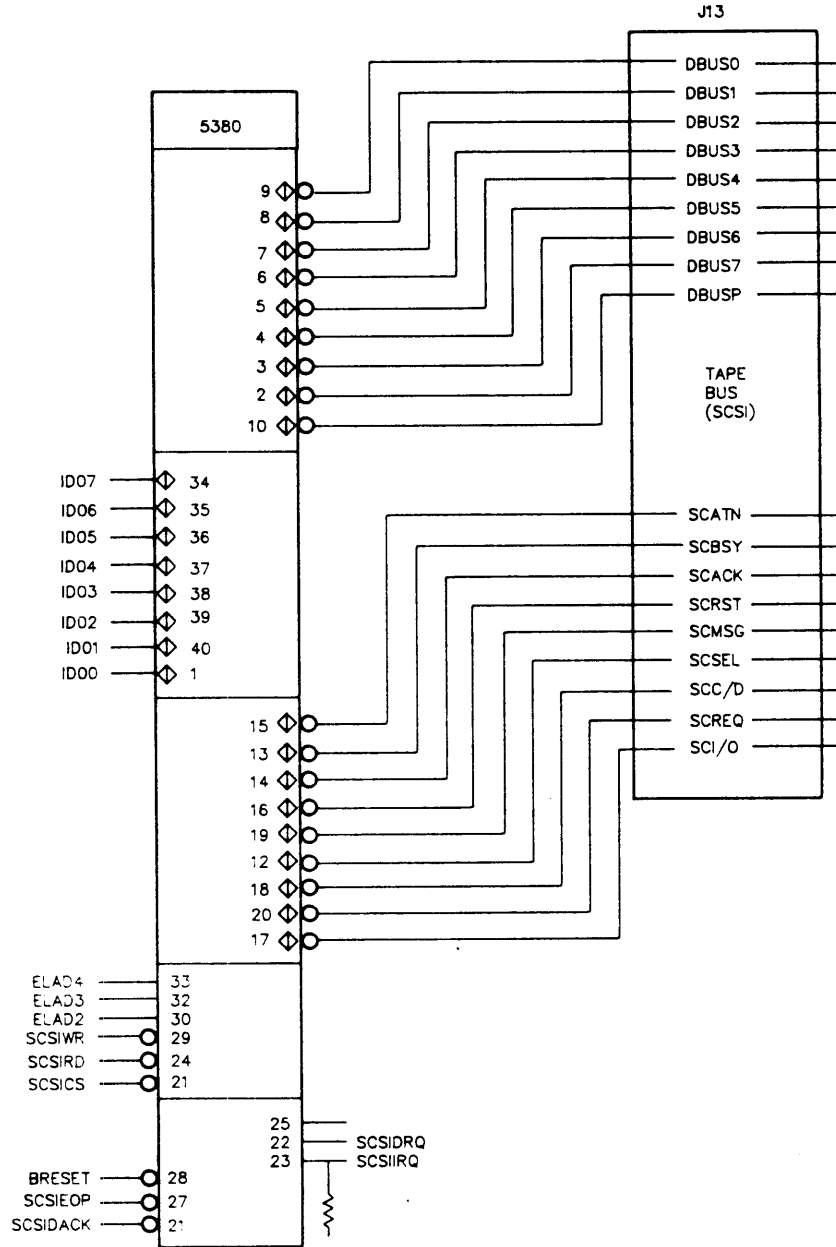 J13
5380
DBUS0
DBUS1
DBUS2
DBUS3
DBUS4
DBUS5
DBUS6
DBUS7
DBUSP
TAPE
BUS
(SCSI)
SCATN
SCBSY
SCACK
SCRST
SCMSG
SCSEL
SCC/D
SCREQ
SCI/O
9
8
7
6
5
4
3
2
10
ID07 34
ID06 35
ID05 36
ID04 37
ID03 38
ID02 39
ID01 40
ID00 1
15
13
14
16
19
12
18
20
17
ELAD4 33
ELAD3 32
ELAD2 30
SCSIWR 29
SCSIRD 24
SCSICS 21
25
22 SCSIDRQ
23 SCSIIRQ
BRESET 28
SCSIEOP 27
SCSIDACK 21